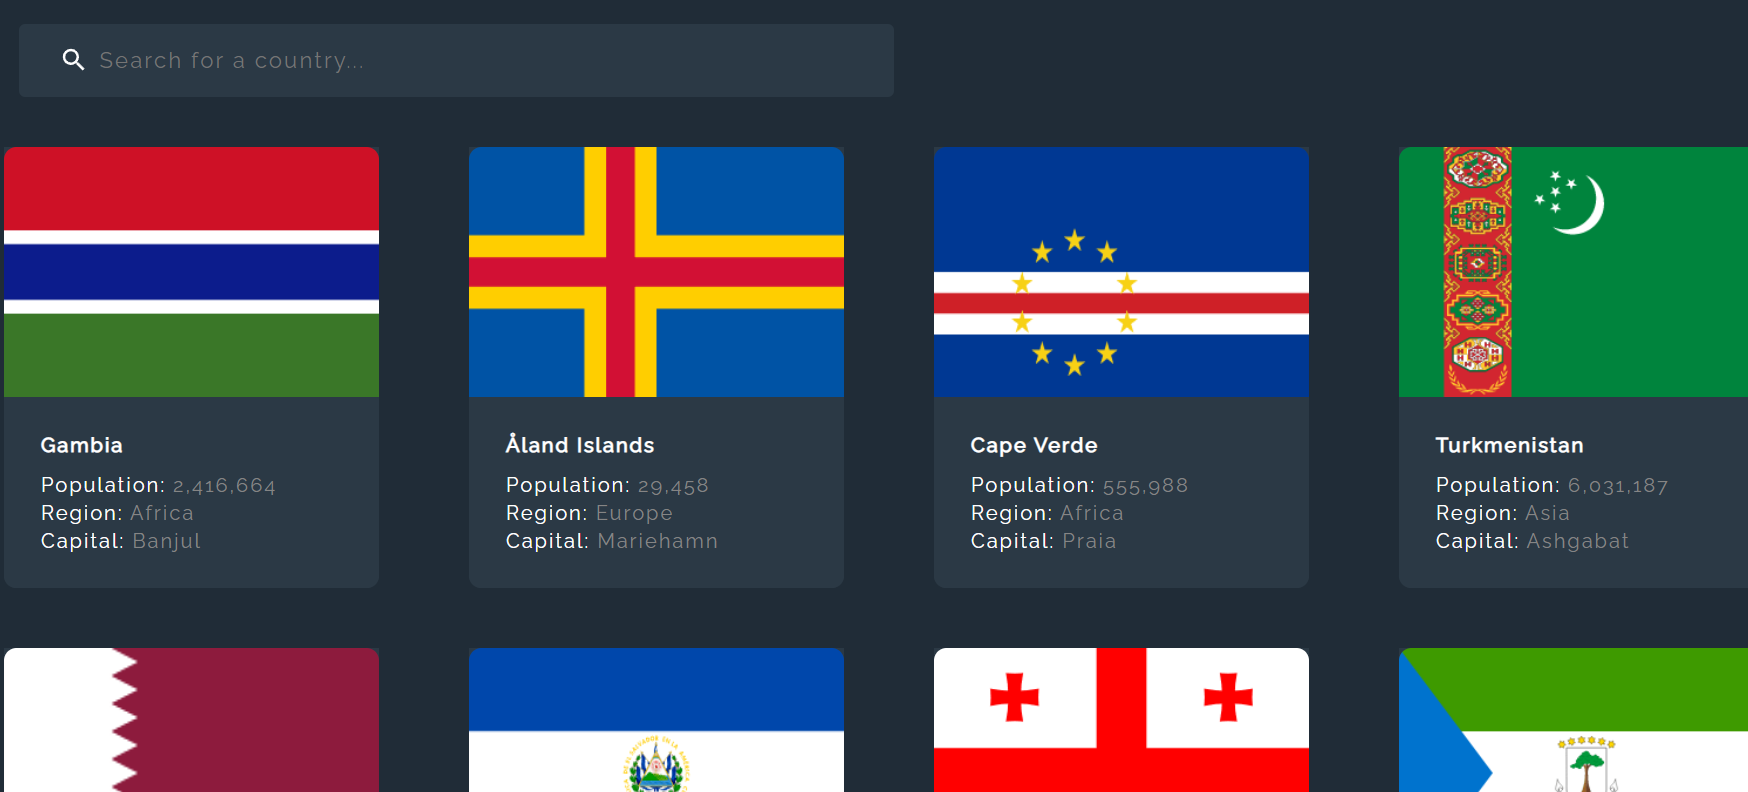 Search for a country...
Gambia
Population: 2,416,664
Region: Africa
Capital: Banjul
Åland Islands
Population: 29,458
Region: Europe
Capital: Mariehamn
Cape Verde
Population: 555,988
Region: Africa
Capital: Praia
Turkmenistan
Population: 6,031,187
Region: Asia
Capital: Ashgabat